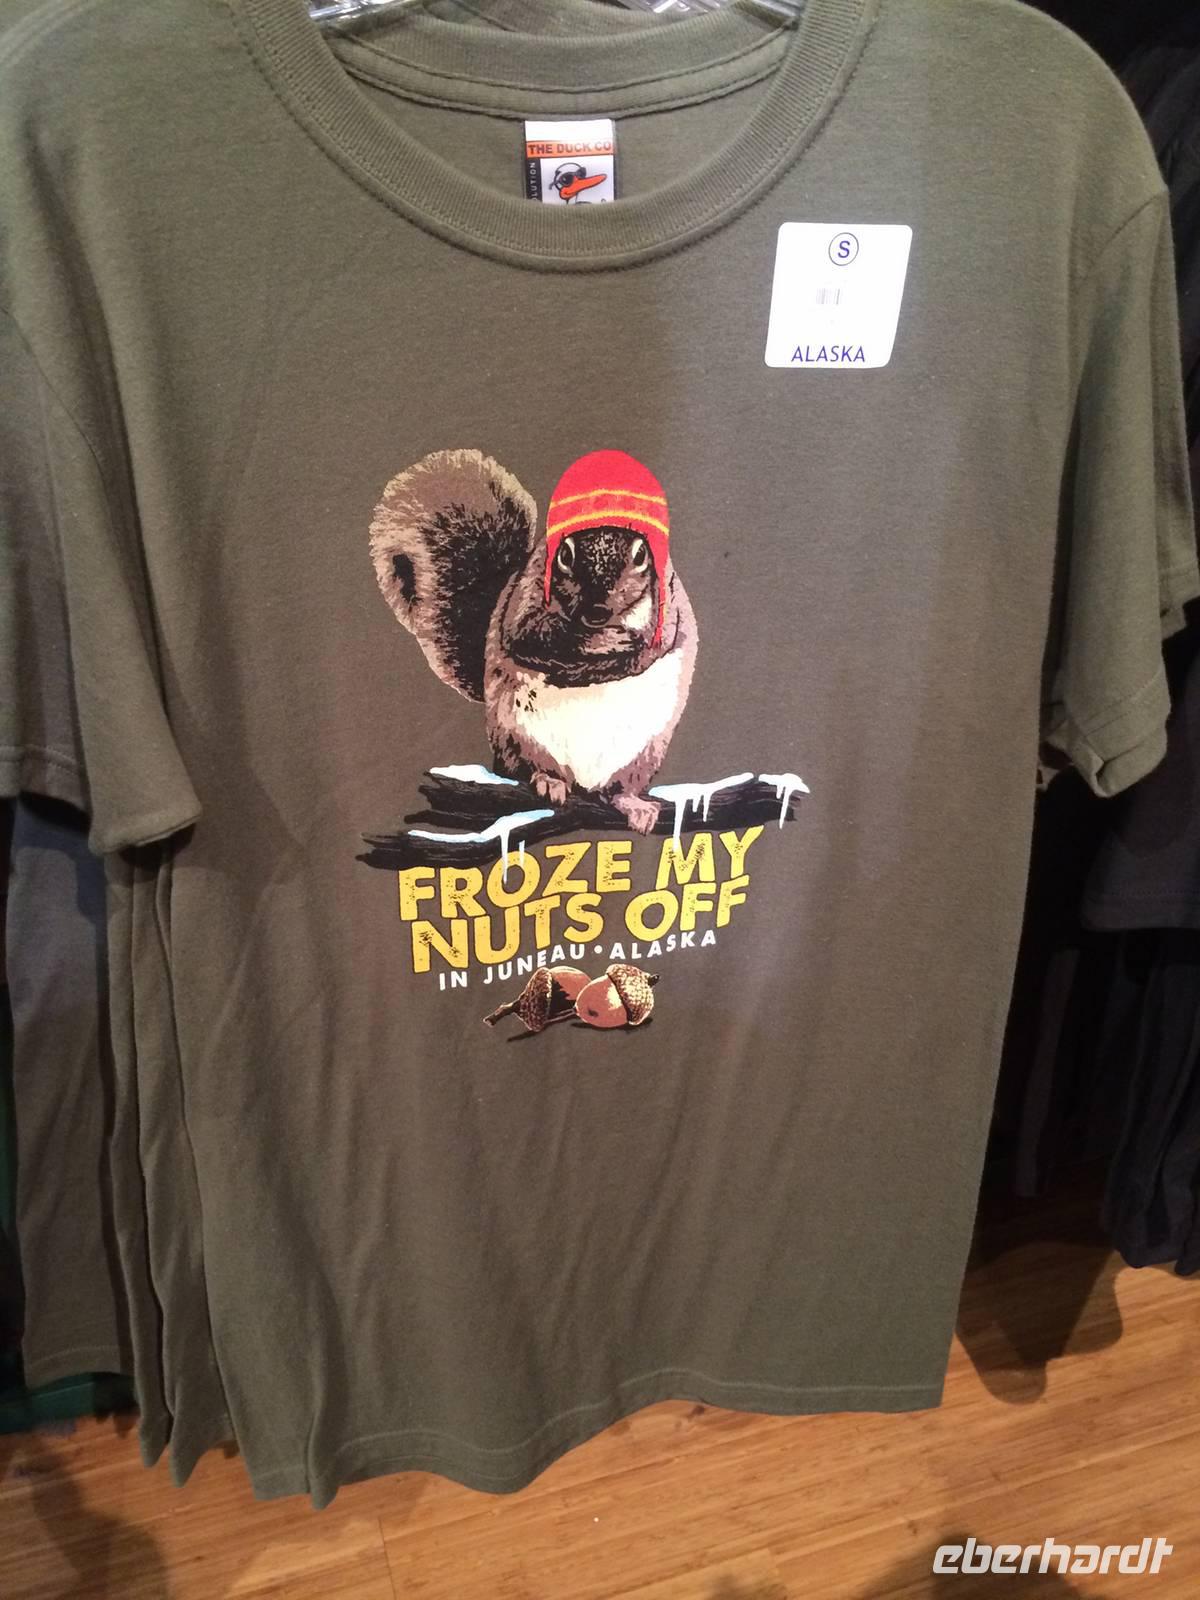 THE DUCK CO
S
ALASKA
FROZE MY
NUTS OFF
IN JUNEAU • ALASKA
eberhardt